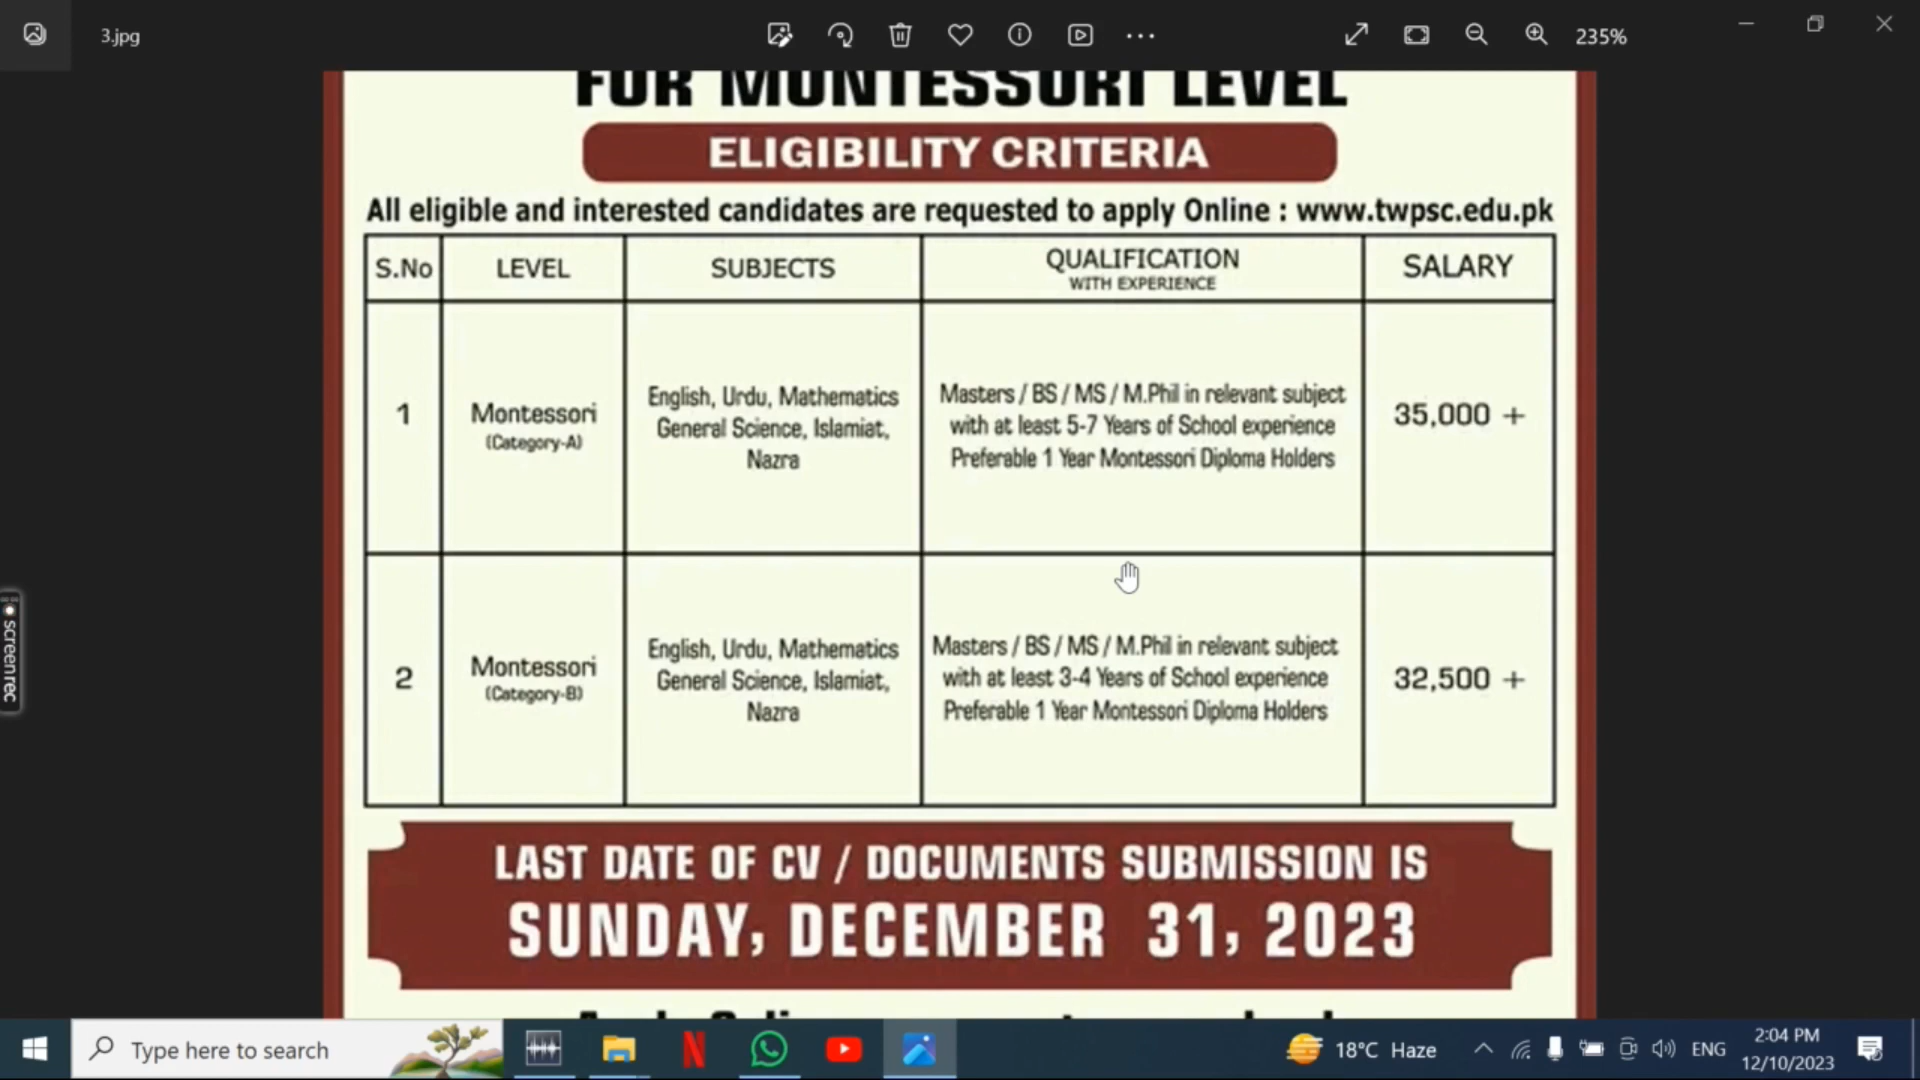 3.jpg
235%
FOR MONTESSORI LEVEL
ELIGIBILITY CRITERIA
All eligible and interested candidates are requested to apply Online : www.twpsc.edu.pk
S.No LEVEL SUBJECTS QUALIFICATION WITH EXPERIENCE SALARY
1
Montessori
(Category-A)
English, Urdu, Mathematics
General Science, Islamiat,
Nazra
Masters / BS / MS / M.Phil in relevant subject
with at least 5-7 Years of School experience
Preferable 1 Year Montessori Diploma Holders
35,000 +
2
Montessori
(Category-B)
English, Urdu, Mathematics
General Science, Islamiat,
Nazra
Masters / BS / MS / M.Phil in relevant subject
with at least 3-4 Years of School experience
Preferable 1 Year Montessori Diploma Holders
32,500 +
LAST DATE OF CV / DOCUMENTS SUBMISSION IS
SUNDAY, DECEMBER 31, 2023
screenrec
Type here to search
18°C Haze
ENG
2:04 PM
12/10/2023